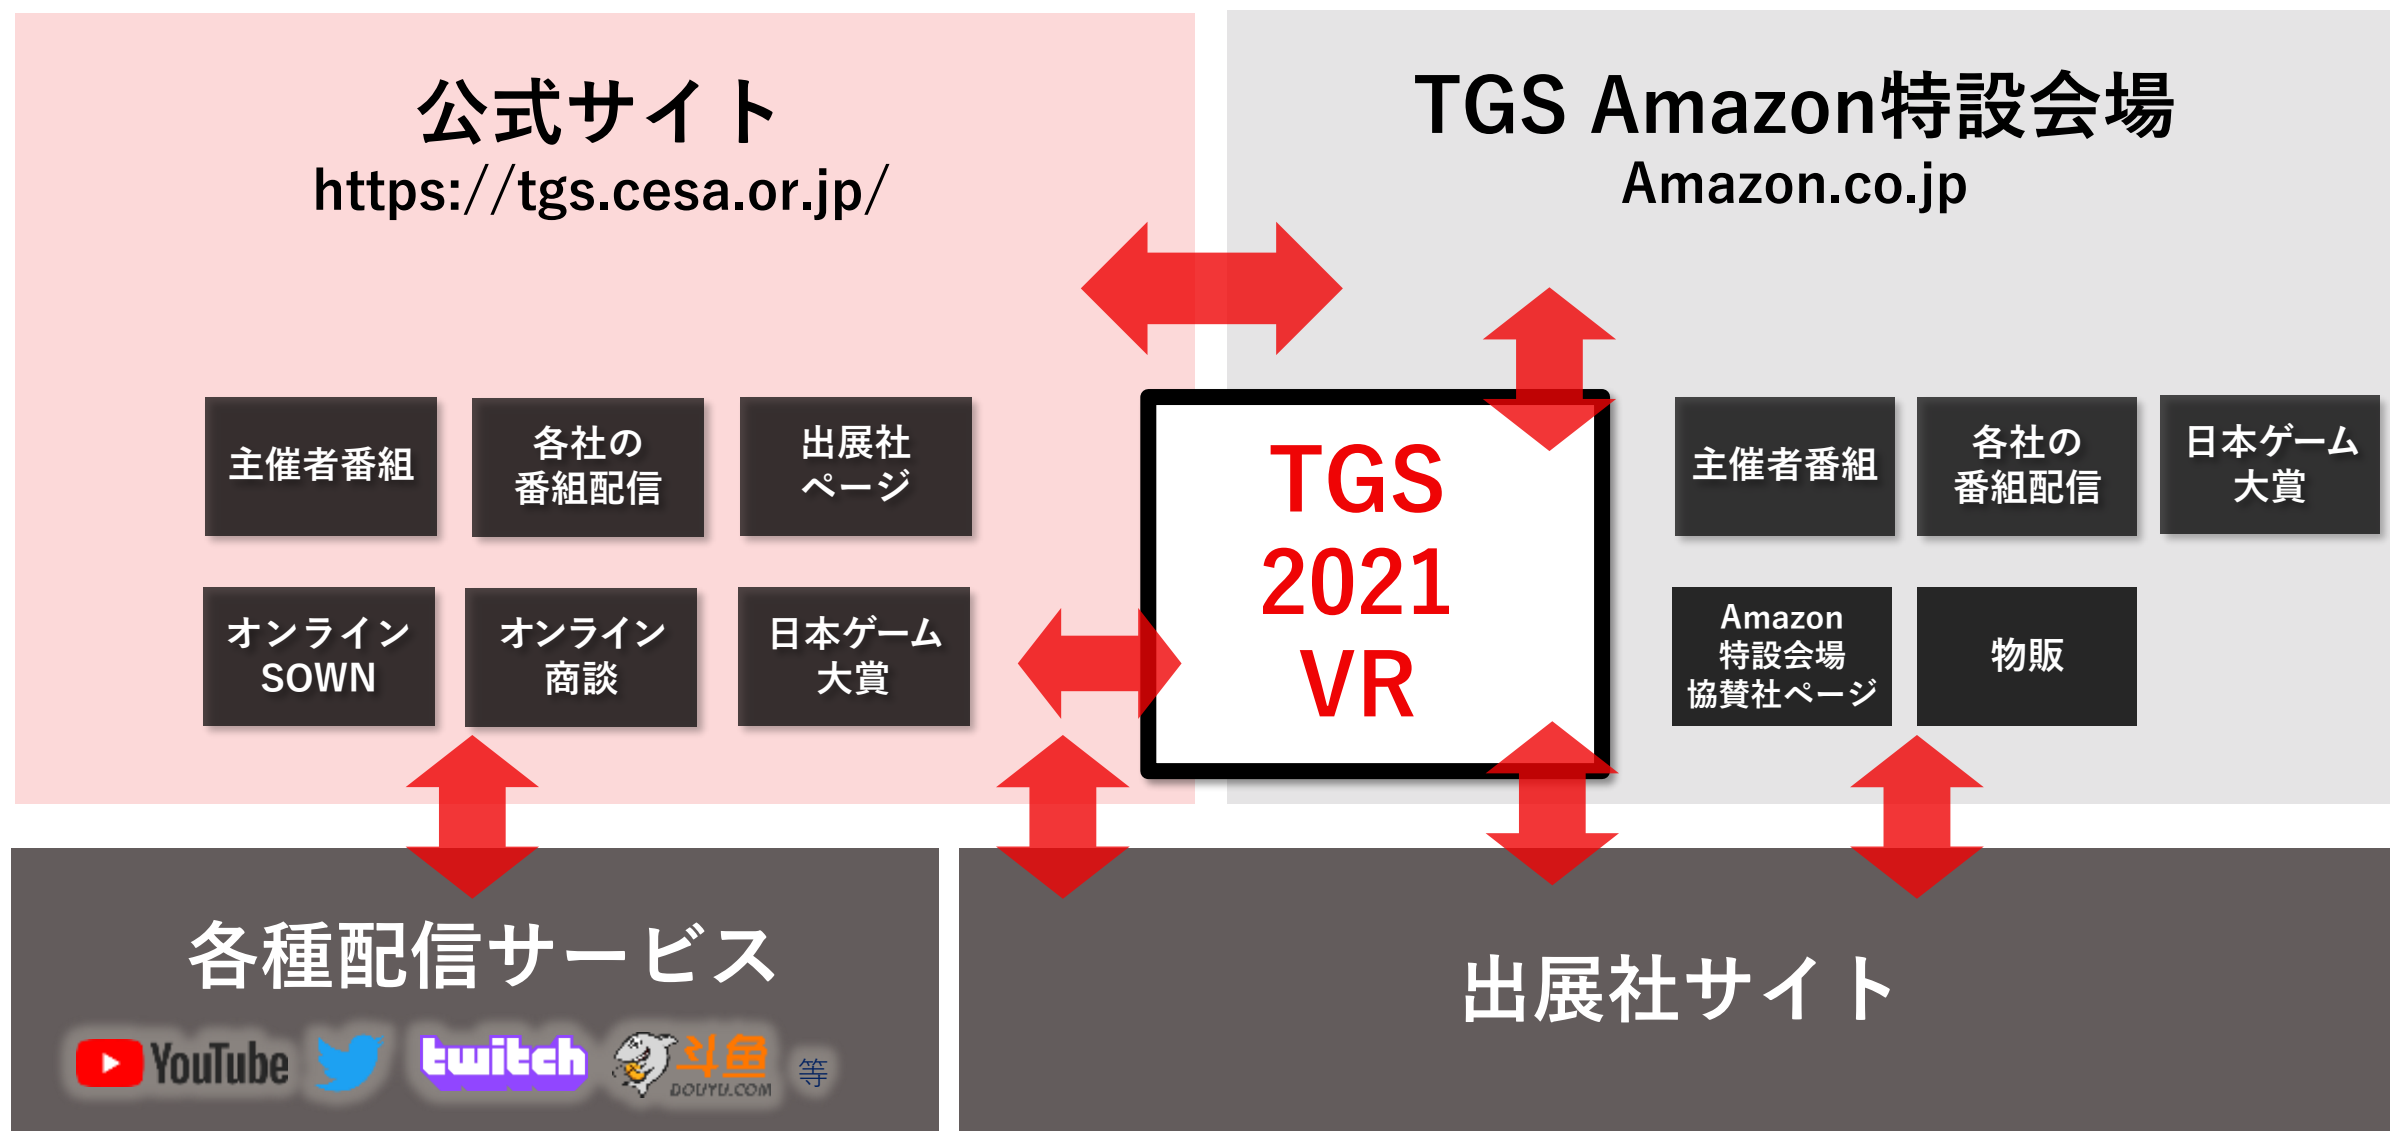 公式サイト
https://tgs.cesa.or.jp/
主催者番組
各社の
番組配信
出展社
ページ
オンライン
SOWN
オンライン
商談
日本ゲーム
大賞
TGS Amazon特設会場
Amazon.co.jp
TGS
2021
VR
主催者番組
各社の
番組配信
日本ゲーム
大賞
Amazon
特設会場
協賛社ページ
物販
各種配信サービス
YouTube
twitch
斗鱼
DOUYU.COM
等
出展社サイト